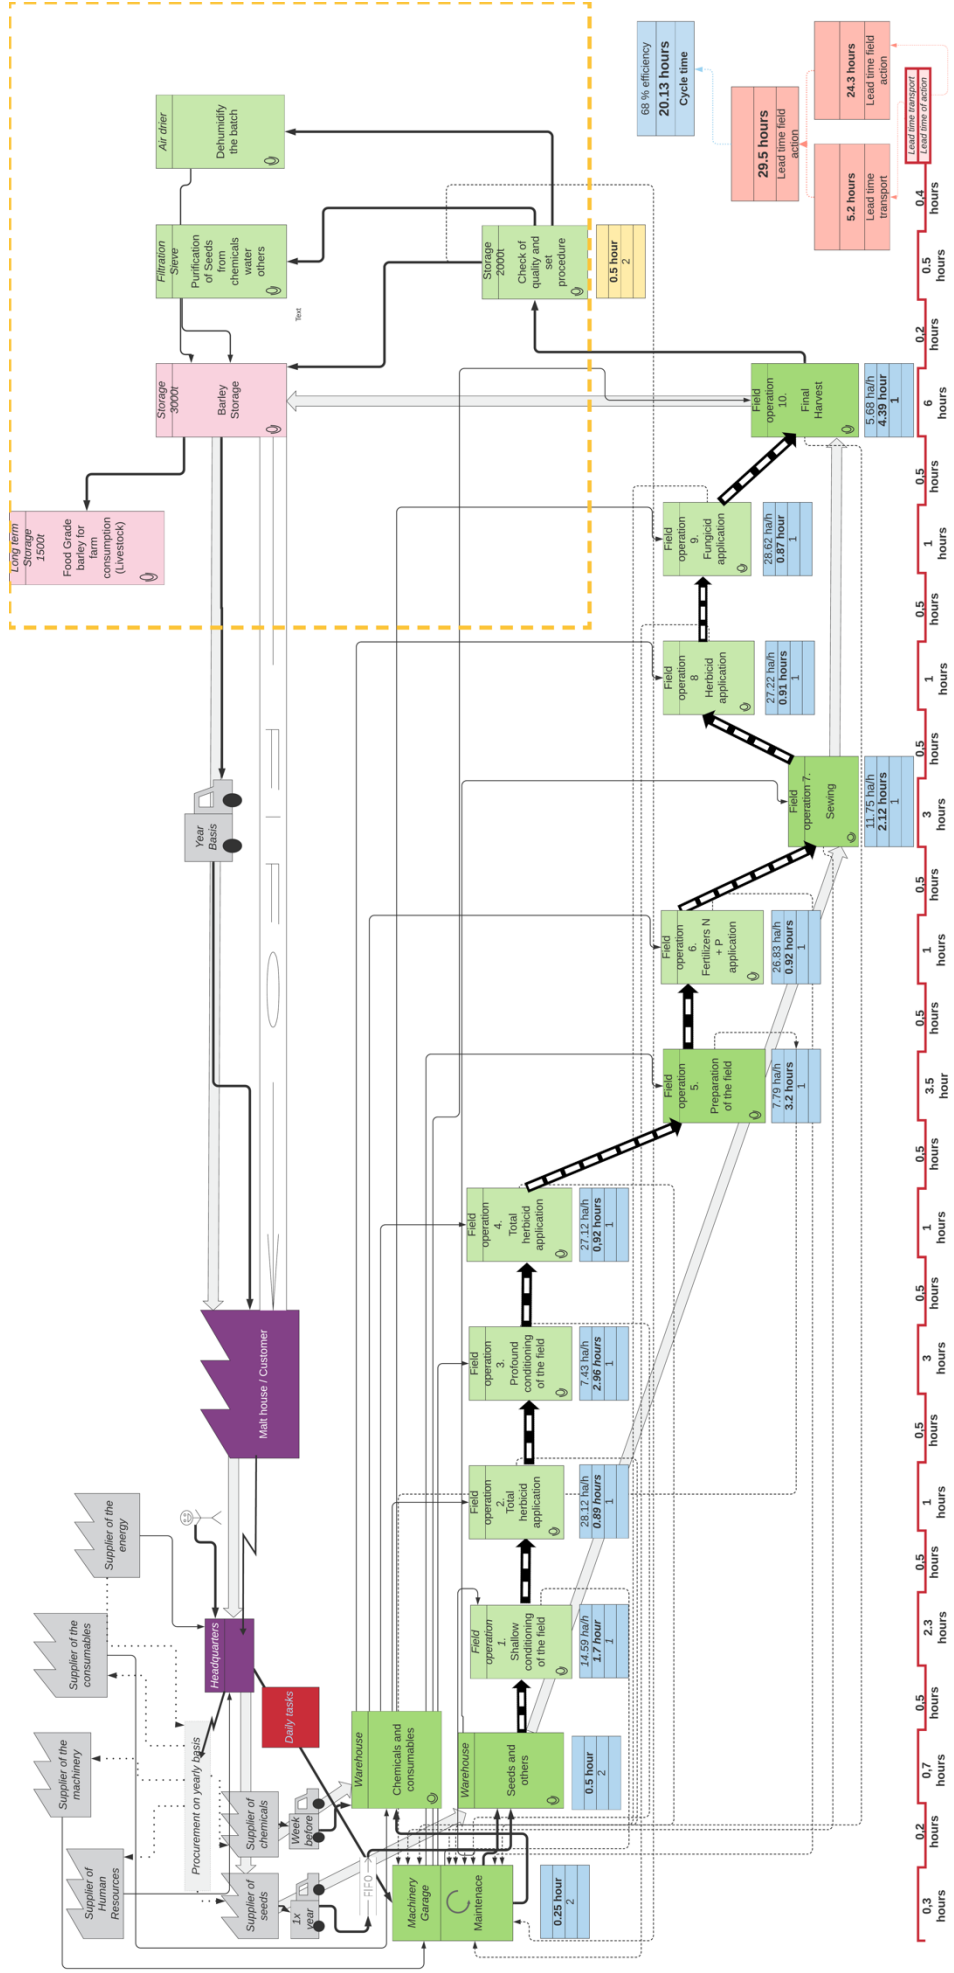 Supplier of
Human
Resources
Supplier of the
machinery
Supplier of the
consumables
Supplier of the
energy
Procurement on yearly basis
Supplier of
seeds
Supplier of
chemicals
1x
year
Week
before
Headquarters
Daily tasks
Malt house / Customer
Year
Basis
FIFO
Machinery
Garage
Maintenace
0.25 hour
2
Warehouse
Chemicals and
consumables
Warehouse
Seeds and
others
0.5 hour
2
Field
operation
1.
Shallow
conditioning
of the field
14.59 ha/h
1.7 hour
1
Field
operation
2.
Total
herbicid
application
28.12 ha/h
0.89 hours
1
Field
operation
3.
Profound
conditioning
of the field
7.43 ha/h
2.96 hours
1
Field
operation
4.
Total
herbicid
application
27.12 ha/h
0,92 hours
1
Field
operation
5.
Preparation
of the field
7.79 ha/h
3.2 hours
1
Field
operation
6.
Fertilizers N
+ P
application
26.83 ha/h
0.92 hours
1
Field
operation 7.
Sewing
11.75 ha/h
2.12 hours
1
Field
operation
8
Herbicid
application
27.22 ha/h
0.91 hours
1
Field
operation
9.
Fungicid
application
28.62 ha/h
0.87 hour
1
Field
operation
10.
Final
Harvest
5.68 ha/h
4.39 hour
1
Long term
Storage
1500t
Food Grade
barley for
farm
consumption
(Livestock)
Storage
3000t
Barley
Storage
Filtration
Sieve
Purification
of Seeds
from
chemicals
water
others
Air drier
Dehumidify
the batch
Text
Storage
2000t
Check of
quality and
set
procedure
0.5 hour
2
0,3
hours
0.2
hours
0,7
hours
0.5
hours
2.3
hours
0.5
hours
1
hours
0.5
hours
3
hours
0.5
hours
1
hours
0.5
hours
3.5
hour
0.5
hours
1
hours
0.5
hours
3
hours
0.5
hours
1
hours
0.5
hours
1
hours
0.5
hours
6
hours
0.2
hours
0.5
hours
0.4
hours
68 % efficiency
20.13 hours
Cycle time
29.5 hours
Lead time field
action
5.2 hours
Lead time
transport
24.3 hours
Lead time field
action
Lead time transport
Lead time of action